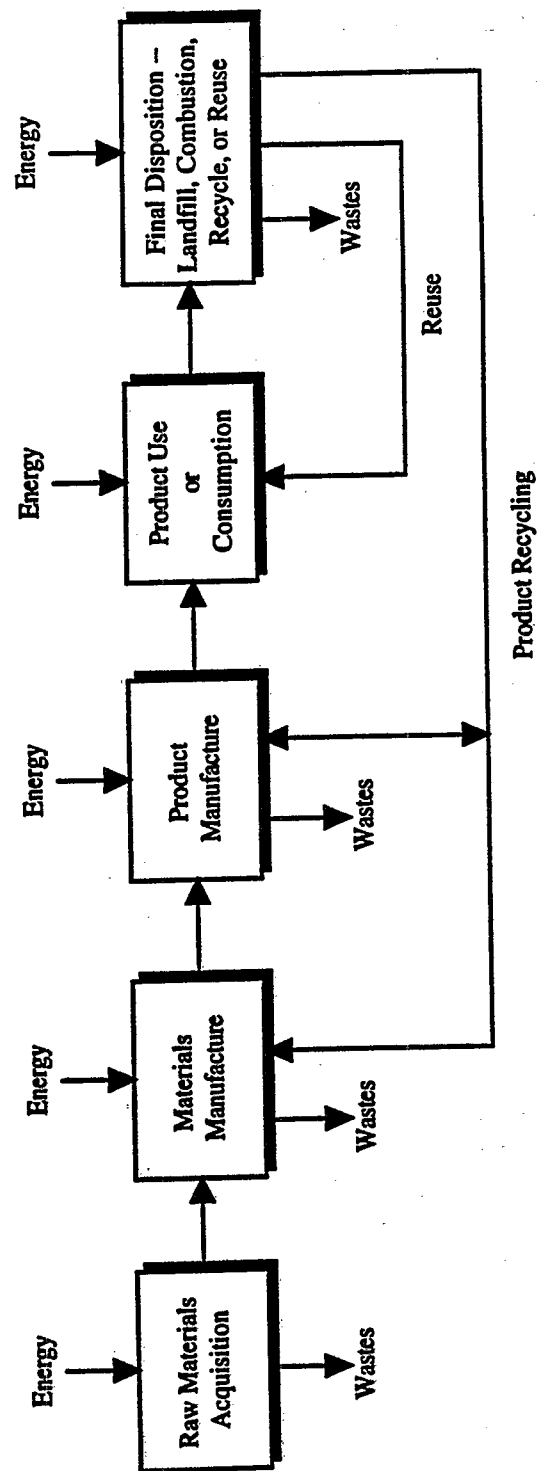 Energy
Energy
Energy
Energy
Energy
Raw Materials
Acquisition
Materials
Manufacture
Product
Manufacture
Product Use
or
Consumption
Final Disposition –
Landfill, Combustion,
Recycle, or Reuse
Wastes
Wastes
Wastes
Wastes
Reuse
Product Recycling